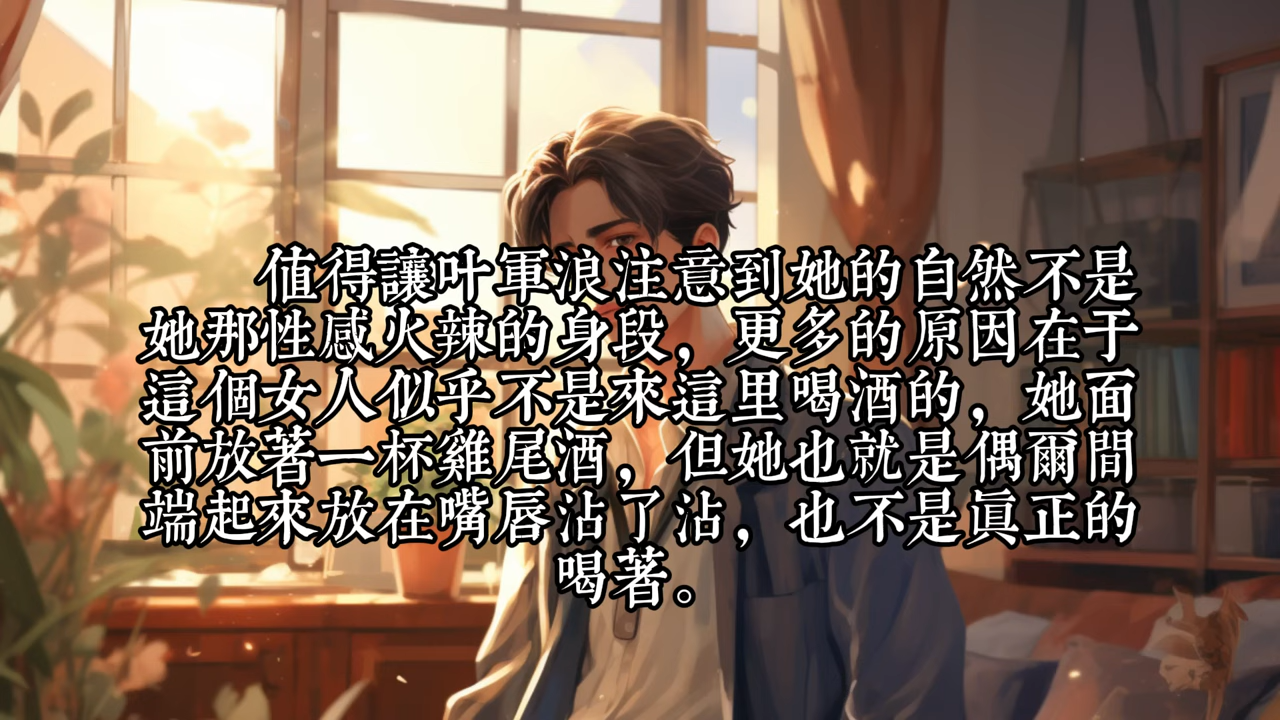 值得讓叶軍浪注意到她的自然不是
她那性感火辣的身段，更多的原因在于
這個女人似乎不是來這里喝酒的，她面
前放著一杯雞尾酒，但她也就是偶爾間
端起來放在嘴唇沾了沾，也不是眞正的
喝著。